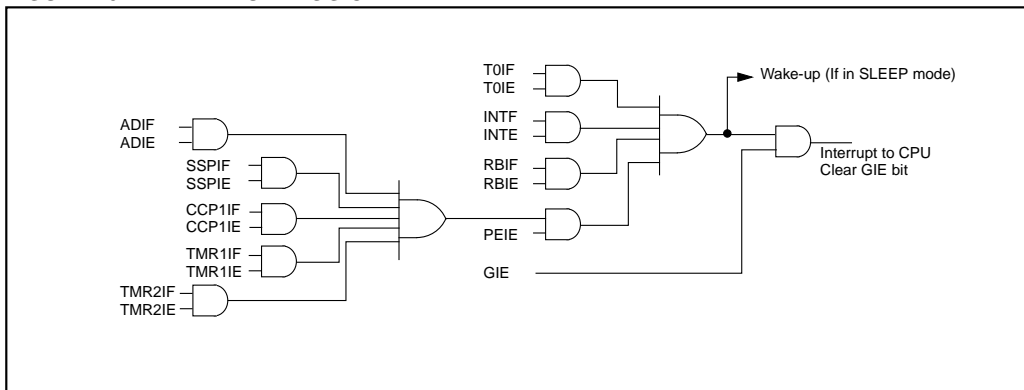 T0IF
T0IE
Wake-up (If in SLEEP mode)
ADIF
ADIE
INTF
INTE
SSPIF
SSPIE
RBIF
RBIE
Interrupt to CPU
Clear GIE bit
CCP1IF
CCP1IE
PEIE
TMR1IF
TMR1IE
GIE
TMR2IF
TMR2IE